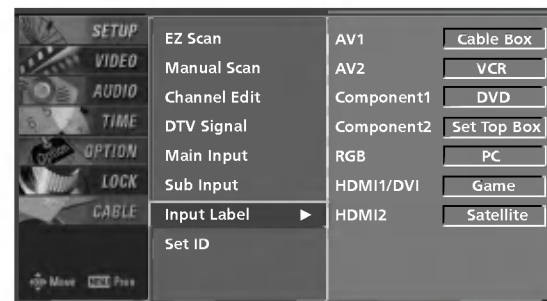 SETUP
VIDEO
AUDIO
TIME
OPTION
LOCK
CABLE
Move MENU Prev
EZ Scan
Manual Scan
Channel Edit
DTV Signal
Main Input
Sub Input
Input Label ▶
Set ID
AV1 Cable Box
AV2 VCR
Component1 DVD
Component2 Set Top Box
RGB PC
HDMI1/DVI Game
HDMI2 Satellite